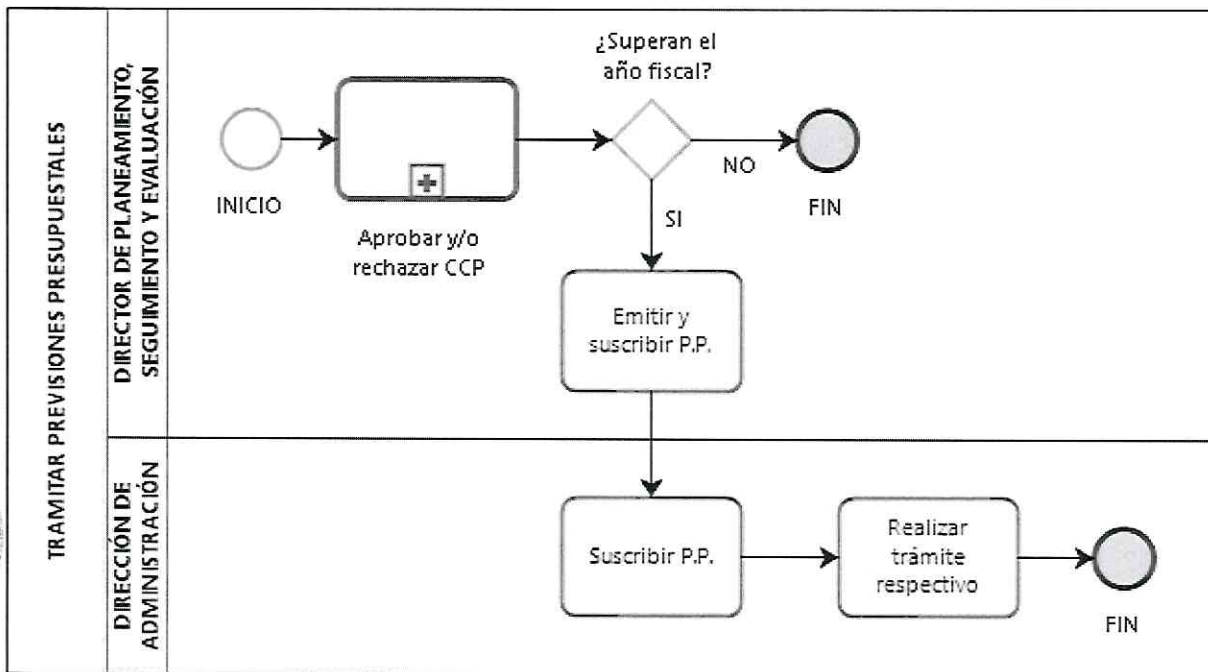 TRAMITAR PREVISIONES PRESUPUESTALES
DIRECTOR DE PLANEAMIENTO,
SEGUIMIENTO Y EVALUACIÓN
INICIO
Aprobar y/o
rechazar CCP
¿Superan el
año fiscal?
NO
FIN
SI
Emitir y
suscribir P.P.
DIRECCIÓN DE
ADMINISTRACIÓN
Suscribir P.P.
Realizar
trámite
respectivo
FIN